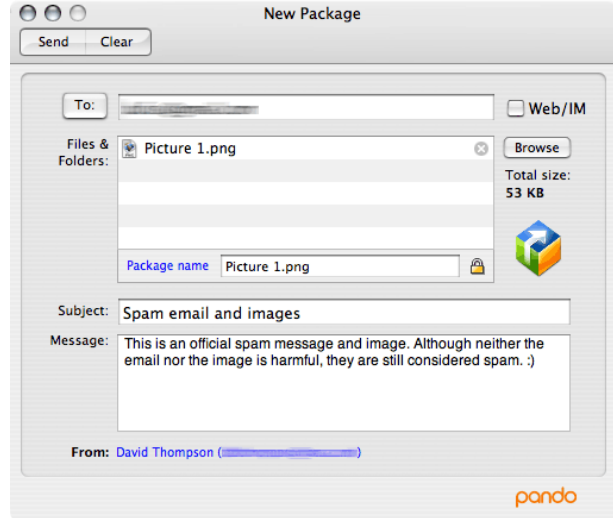 New Package
Send Clear
To:
Web/IM
Files &
Folders:
Picture 1.png
Browse
Total size:
53 KB
Package name Picture 1.png
Subject: Spam email and images
Message: This is an official spam message and image. Although neither the
email nor the image is harmful, they are still considered spam. :)
From: David Thompson ( )
pando